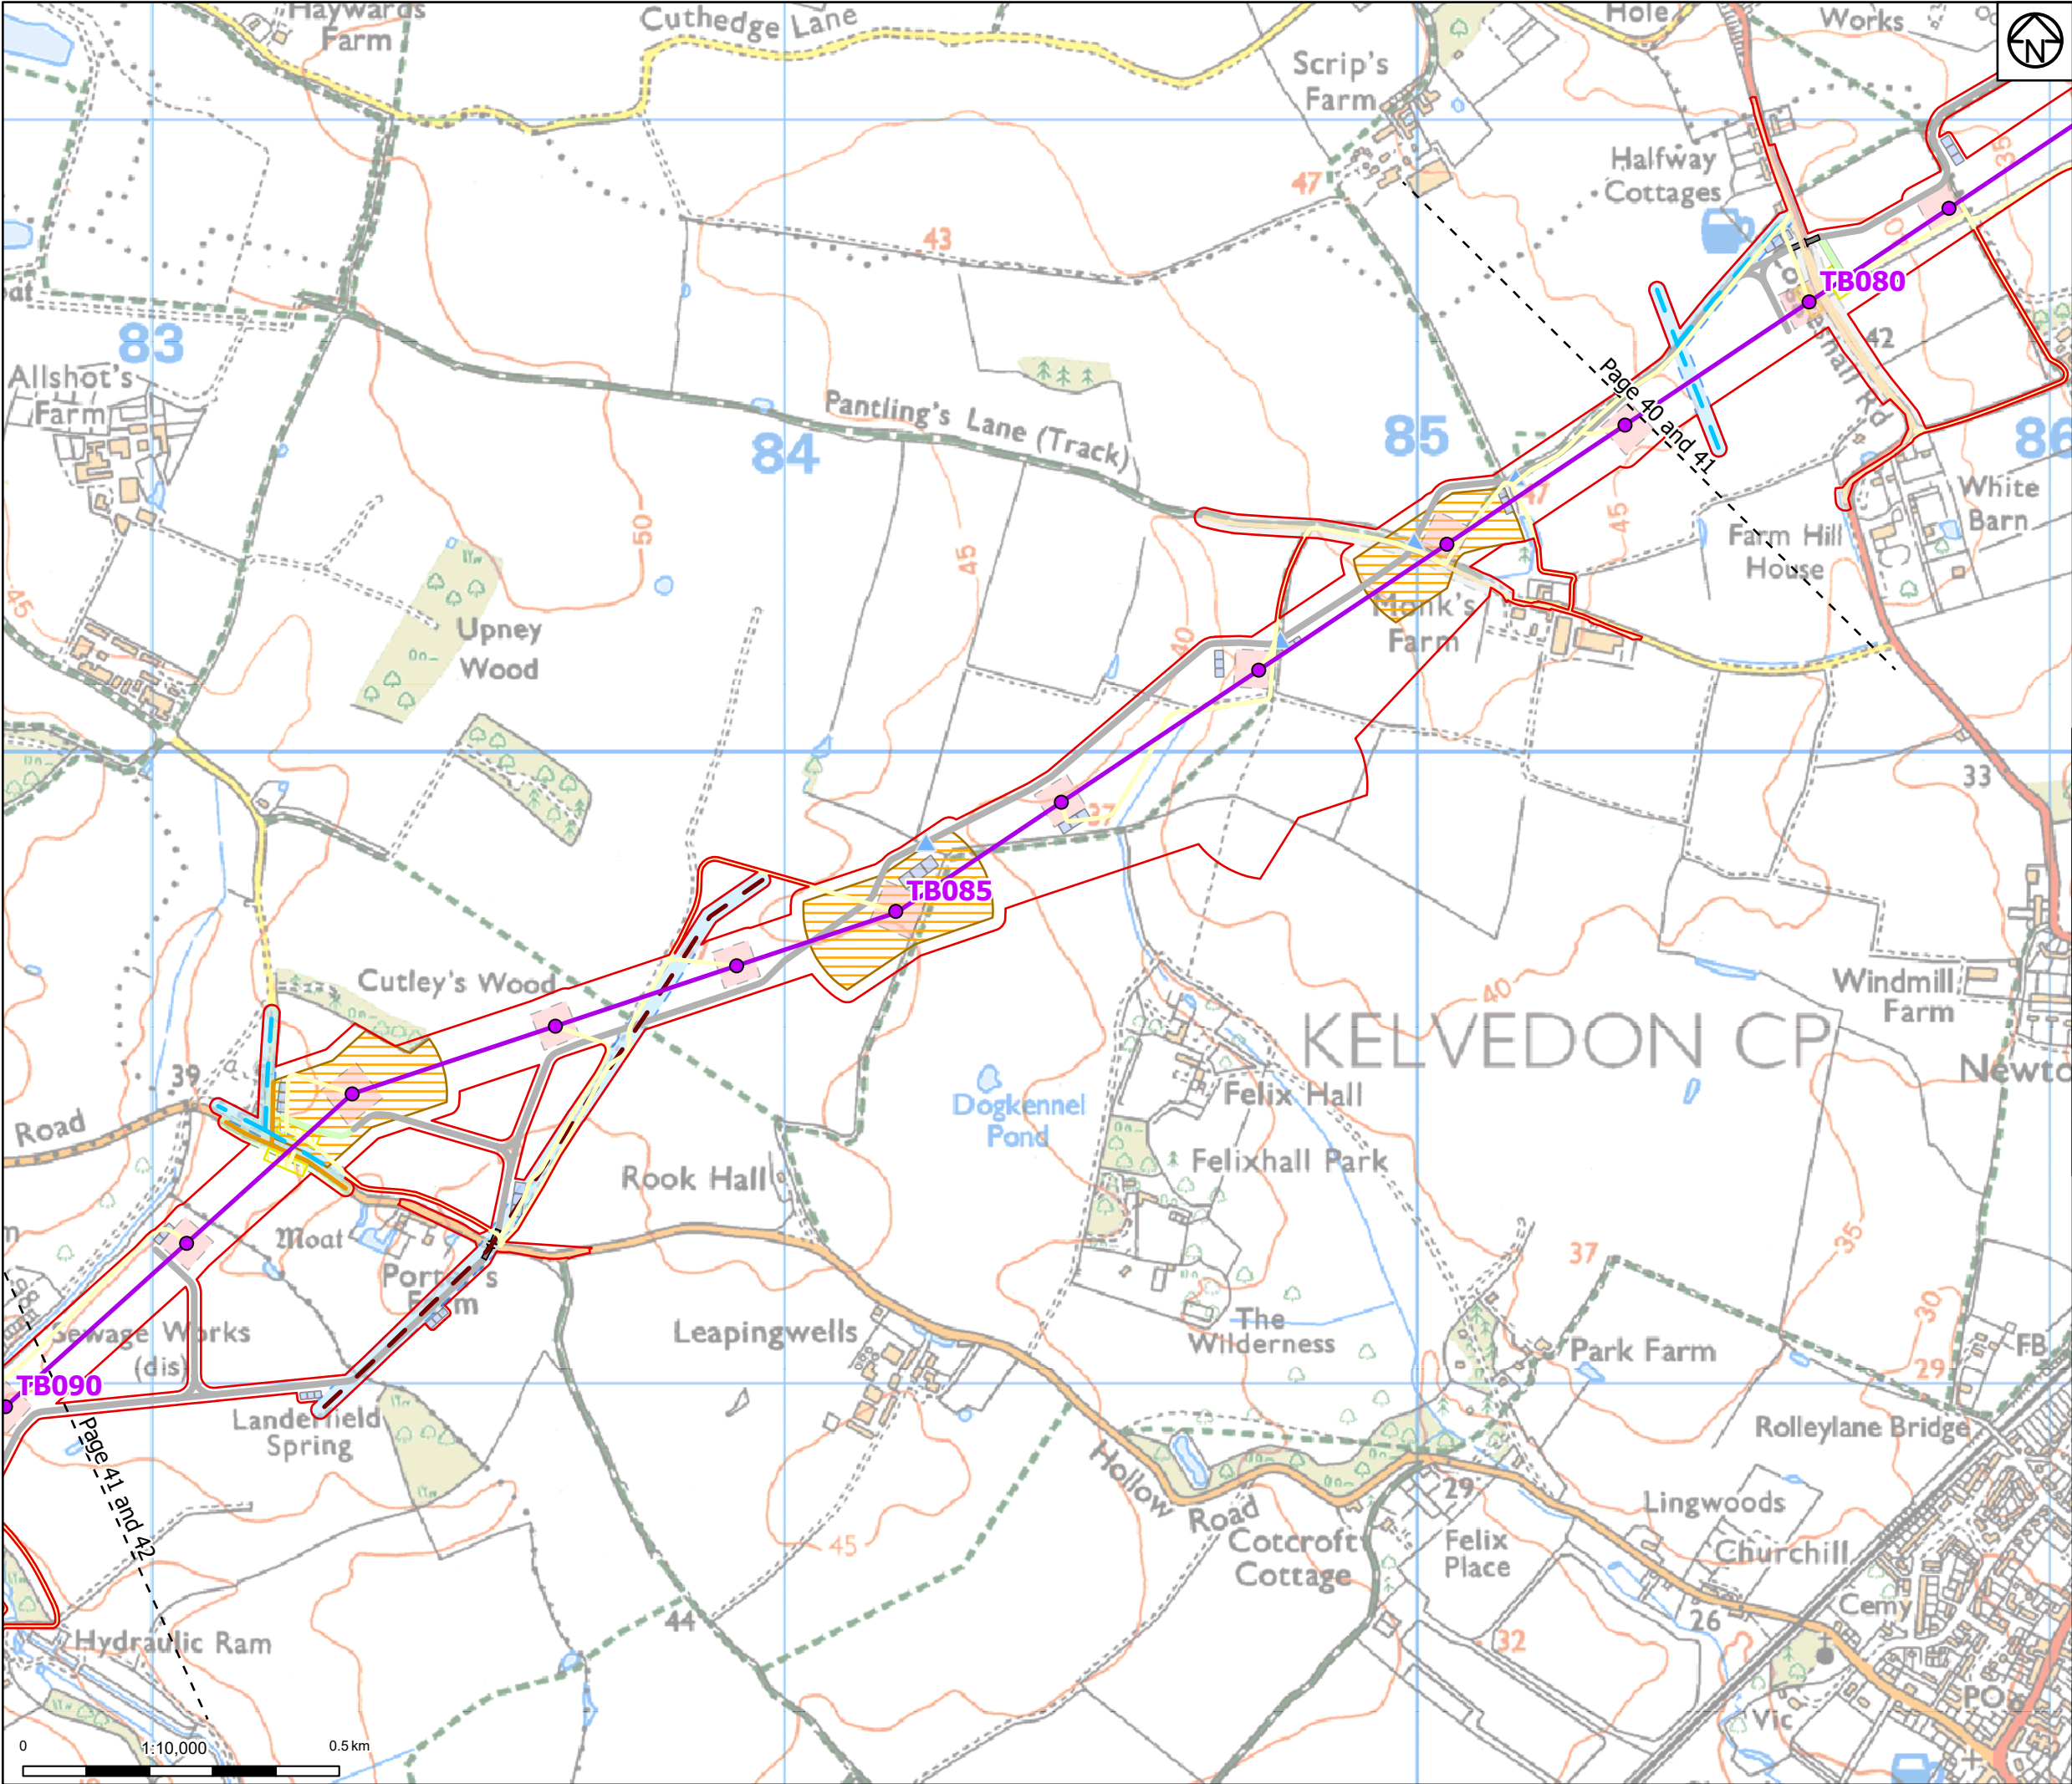 Haywards
Farm
Cuthedge Lane
Hole
Works
N
Scrip's
Farm
47
Halfway
Cottages
35
43
TB080
42
83
Allshot's
Farm
84
Pantling's Lane (Track)
85
86
Page 40 and 41
50
45
47
45
White
Barn
Farm Hill
House
45
Upney
Wood
40
Monk's
Farm
33
37
TB085
Cutley's Wood
Windmill
Farm
40
KELVEDON CP
39
Road
Dogkennel
Pond
Felix Hall
Rook Hall
Felixhall Park
35
37
Moat
Porter's
Farm
Sewage Works
(dis)
Leapingwells
The
Wilderness
Park Farm
30
29
FB
TB090
Page 41 and 42
Landerfield
Spring
Rolleylane Bridge
Hollow Road
29
Lingwoods
45
Cotcroft
Cottage
Felix
Place
Churchill
Cemy
44
26
32
Hydraulic Ram
PO
Vic
0
1:10,000
0.5 km